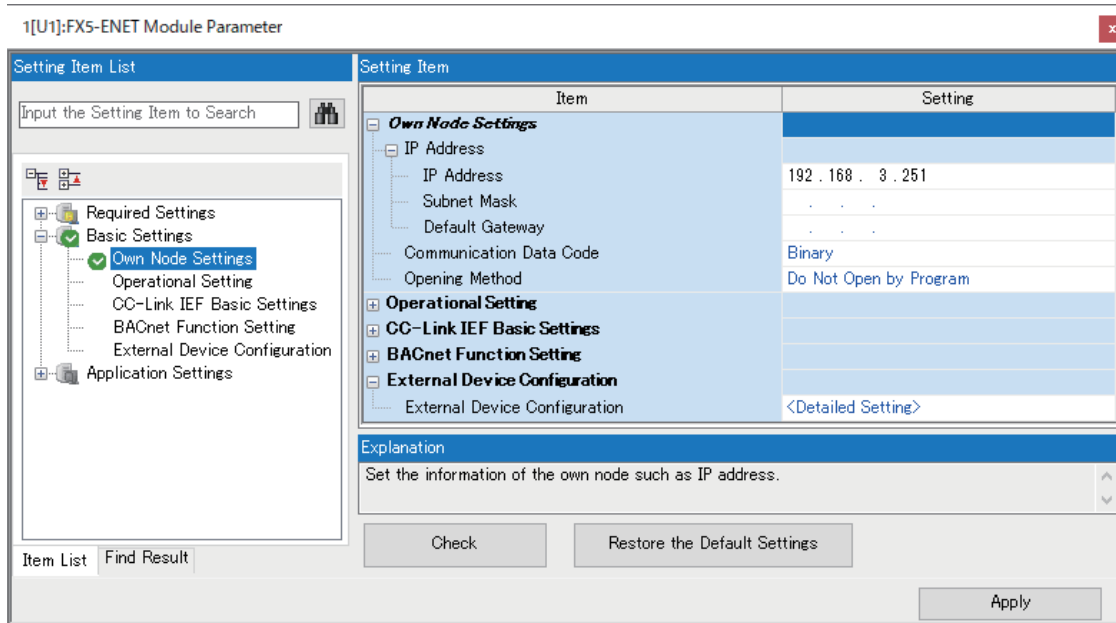 1[U1]:FX5-ENET Module Parameter
x
Setting Item List
Input the Setting Item to Search
Required Settings
Basic Settings
Own Node Settings
Operational Setting
CC-Link IEF Basic Settings
BACnet Function Setting
External Device Configuration
Application Settings
Item List Find Result
Setting Item
Item Setting
Own Node Settings
IP Address
IP Address 192 . 168 . 3 . 251
Subnet Mask . . .
Default Gateway . . .
Communication Data Code Binary
Opening Method Do Not Open by Program
Operational Setting
CC-Link IEF Basic Settings
BACnet Function Setting
External Device Configuration
External Device Configuration <Detailed Setting>
Explanation
Set the information of the own node such as IP address.
Check Restore the Default Settings
Apply